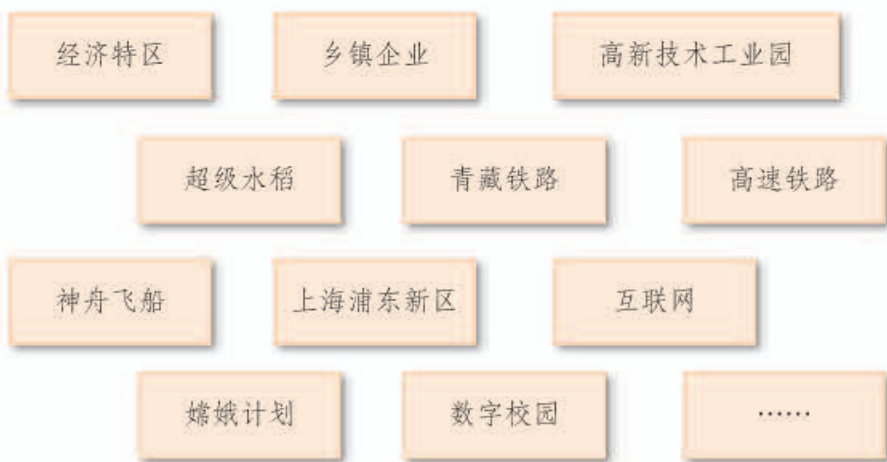 经济特区 乡镇企业 高新技术工业园
超级水稻 青藏铁路 高速铁路
神舟飞船 上海浦东新区 互联网
嫦娥计划 数字校园 ……